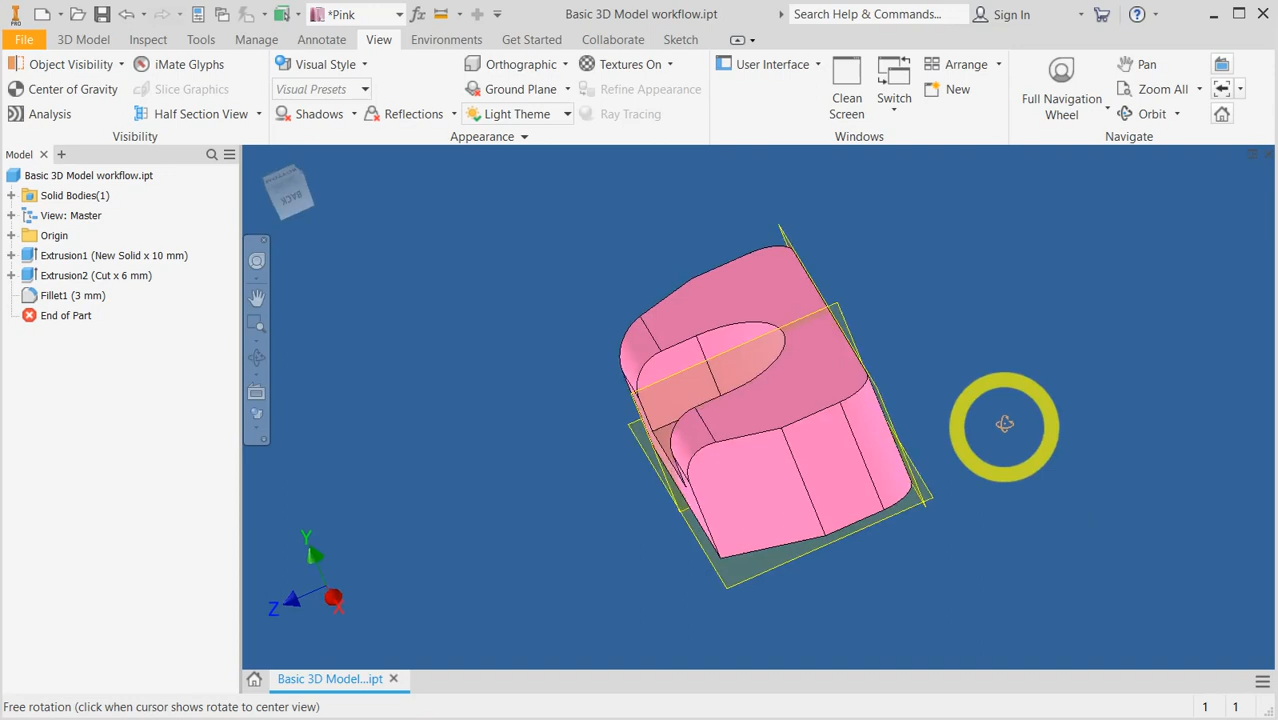 PRO
*Pink
Basic 3D Model workflow.ipt
Search Help & Commands...
Sign In
File
3D Model
Inspect
Tools
Manage
Annotate
View
Environments
Get Started
Collaborate
Sketch
Object Visibility
iMate Glyphs
Center of Gravity
Slice Graphics
Analysis
Half Section View
Visibility
Visual Style
Visual Presets
Shadows
Reflections
Orthographic
Ground Plane
Light Theme
Textures On
Refine Appearance
Ray Tracing
Appearance
User Interface
Clean
Screen
Switch
Arrange
New
Windows
Full Navigation
Wheel
Pan
Zoom All
Orbit
Navigate
Model
Basic 3D Model workflow.ipt
Solid Bodies(1)
View: Master
Origin
Extrusion1 (New Solid x 10 mm)
Extrusion2 (Cut x 6 mm)
Fillet1 (3 mm)
End of Part
BACK
Y
Z
X
Basic 3D Model...ipt
Free rotation (click when cursor shows rotate to center view)
1
1